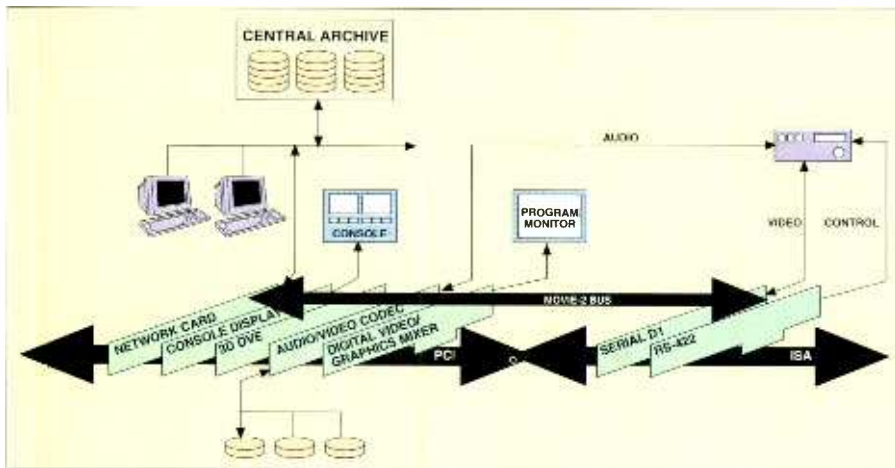 CENTRAL ARCHIVE
AUDIO
CONSOLE
PROGRAM
MONITOR
VIDEO
CONTROL
MOVIE-2 BUS
NETWORK CARD
CONSOLE DISPLAY
3D DVE
AUDIO/VIDEO CODEC
DIGITAL VIDEO/
GRAPHICS MIXER
PCI
SERIAL D1
RS-422
ISA